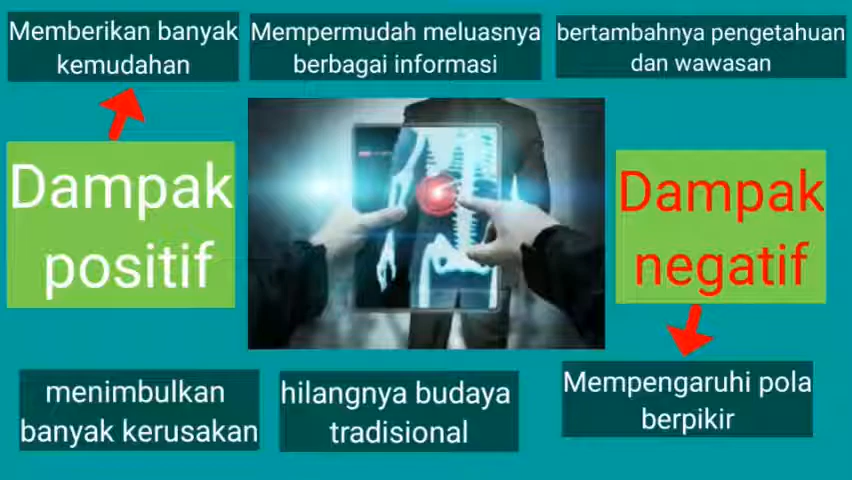 Memberikan banyak
kemudahan
Mempermudah meluasnya
berbagai informasi
bertambahnya pengetahuan
dan wawasan
Dampak
positif
Dampak
negatif
menimbulkan
banyak kerusakan
hilangnya budaya
tradisional
Mempengaruhi pola
berpikir